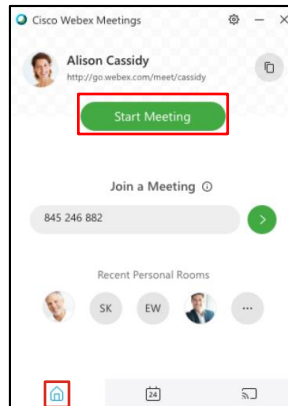 Cisco Webex Meetings
Alison Cassidy
http://go.webex.com/meet/cassidy
Start Meeting
Join a Meeting
845 246 882
Recent Personal Rooms
SK EW ...
24